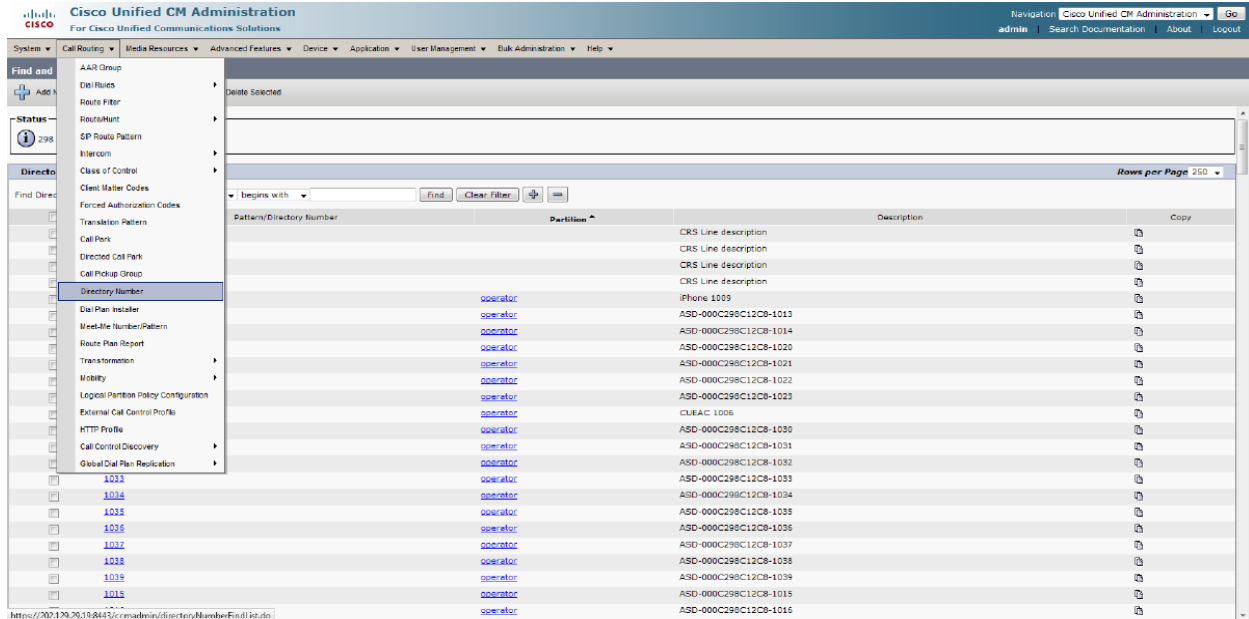 cisco
Cisco Unified CM Administration
For Cisco Unified Communications Solutions
Navigation Cisco Unified CM Administration Go
admin Search Documentation About Logout
System Call Routing Media Resources Advanced Features Device Application User Management Bulk Administration Help
Find and
Add N Delete Selected
Status
298
AAR Group
Dial Rules
Route Filter
Route/Hunt
SIP Route Pattern
Intercom
Class of Control
Client Matter Codes
Forced Authorization Codes
Translation Pattern
Call Park
Directed Call Park
Call Pickup Group
Directory Number
Dial Plan Installer
Meet-Me Number/Pattern
Route Plan Report
Transformation
Mobility
Logical Partition Policy Configuration
External Call Control Profile
HTTP Profile
Call Control Discovery
Global Dial Plan Replication
Directo Rows per Page 250
Find Direc begins with Find Clear Filter
Pattern/Directory Number Partition Description Copy
CRS Line description
CRS Line description
CRS Line description
CRS Line description
operator iPhone 1009
operator ASD-000C298C12C8-1013
operator ASD-000C298C12C8-1014
operator ASD-000C298C12C8-1020
operator ASD-000C298C12C8-1021
operator ASD-000C298C12C8-1022
operator ASD-000C298C12C8-1023
operator CUEAC 1006
operator ASD-000C298C12C8-1030
operator ASD-000C298C12C8-1031
operator ASD-000C298C12C8-1032
1033 operator ASD-000C298C12C8-1033
1034 operator ASD-000C298C12C8-1034
1035 operator ASD-000C298C12C8-1035
1036 operator ASD-000C298C12C8-1036
1037 operator ASD-000C298C12C8-1037
1038 operator ASD-000C298C12C8-1038
1039 operator ASD-000C298C12C8-1039
1015 operator ASD-000C298C12C8-1015
operator ASD-000C298C12C8-1016
https://202.129.29.19:8443/ccmadmin/directoryNumberFindList.do